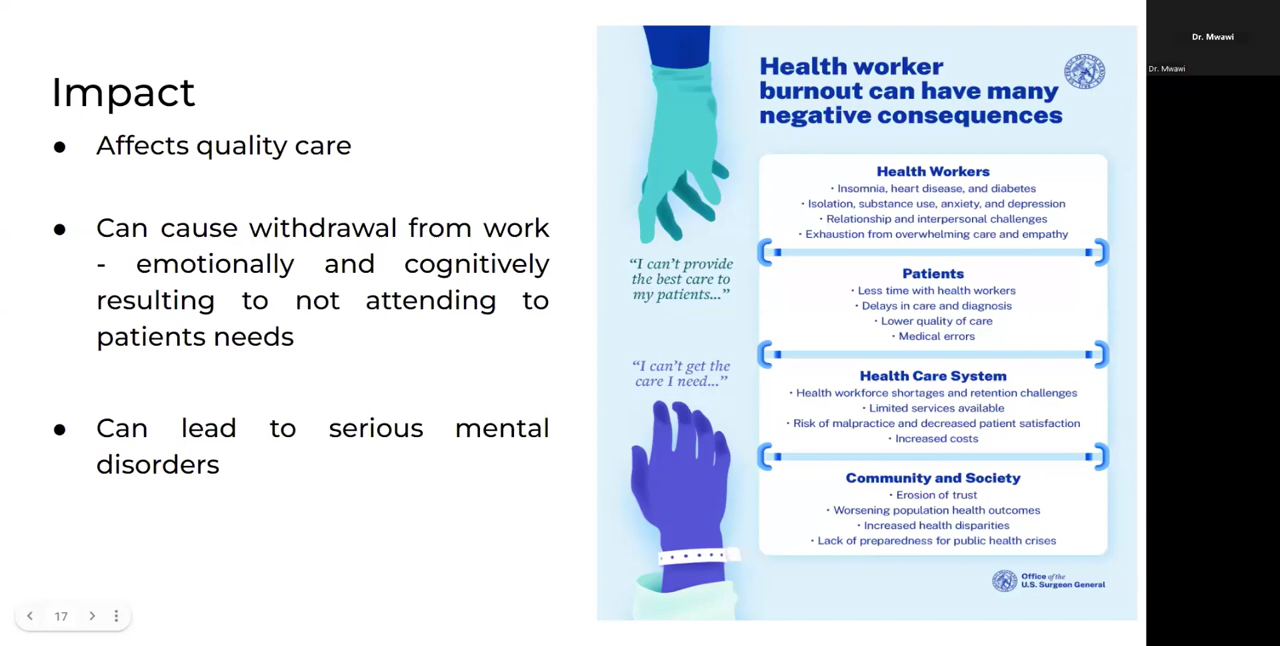 Impact
● Affects quality care
● Can cause withdrawal from work
- emotionally and cognitively
resulting to not attending to
patients needs
● Can lead to serious mental
disorders
17
Health worker
burnout can have many
negative consequences
"I can't provide
the best care to
my patients..."
"I can't get the
care I need..."
Health Workers
• Insomnia, heart disease, and diabetes
• Isolation, substance use, anxiety, and depression
• Relationship and interpersonal challenges
• Exhaustion from overwhelming care and empathy
Patients
• Less time with health workers
• Delays in care and diagnosis
• Lower quality of care
• Medical errors
Health Care System
• Health workforce shortages and retention challenges
• Limited services available
• Risk of malpractice and decreased patient satisfaction
• Increased costs
Community and Society
• Erosion of trust
• Worsening population health outcomes
• Increased health disparities
• Lack of preparedness for public health crises
Office of the
U.S. Surgeon General
Dr. Mwawi
Dr. Mwawi